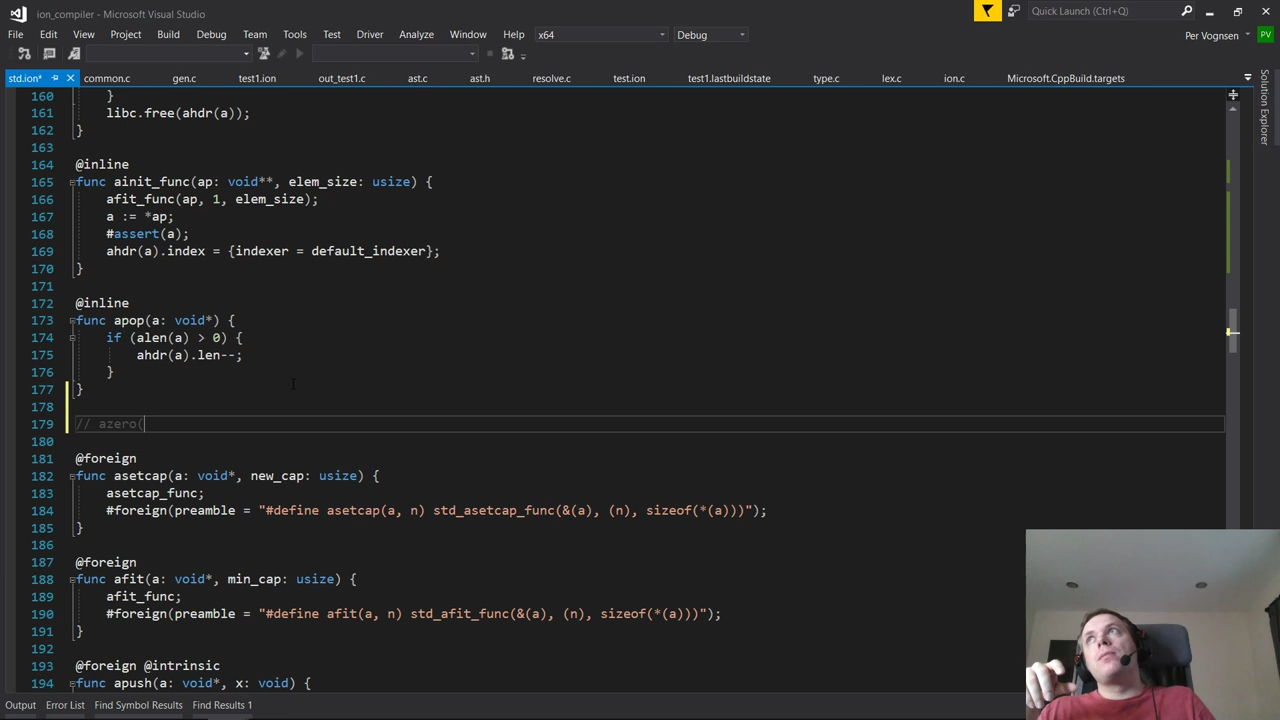 ion_compiler - Microsoft Visual Studio
Quick Launch (Ctrl+Q)
File Edit View Project Build Debug Team Tools Test Driver Analyze Window Help x64 Debug Per Vognsen PV
std.ion* common.c gen.c test1.ion out_test1.c ast.c ast.h resolve.c test.ion test1.lastbuildstate type.c lex.c ion.c Microsoft.CppBuild.targets
Solution Explorer
160 }
161 libc.free(ahdr(a));
162 }
163
164 @inline
165 func ainit_func(ap: void**, elem_size: usize) {
166 afit_func(ap, 1, elem_size);
167 a := *ap;
168 #assert(a);
169 ahdr(a).index = {indexer = default_indexer};
170 }
171
172 @inline
173 func apop(a: void*) {
174 if (alen(a) > 0) {
175 ahdr(a).len--;
176 }
177 }
178
179 // azero(
180
181 @foreign
182 func asetcap(a: void*, new_cap: usize) {
183 asetcap_func;
184 #foreign(preamble = "#define asetcap(a, n) std_asetcap_func(&(a), (n), sizeof(*(a)))");
185 }
186
187 @foreign
188 func afit(a: void*, min_cap: usize) {
189 afit_func;
190 #foreign(preamble = "#define afit(a, n) std_afit_func(&(a), (n), sizeof(*(a)))");
191 }
192
193 @foreign @intrinsic
194 func apush(a: void*, x: void) {
Output Error List Find Symbol Results Find Results 1